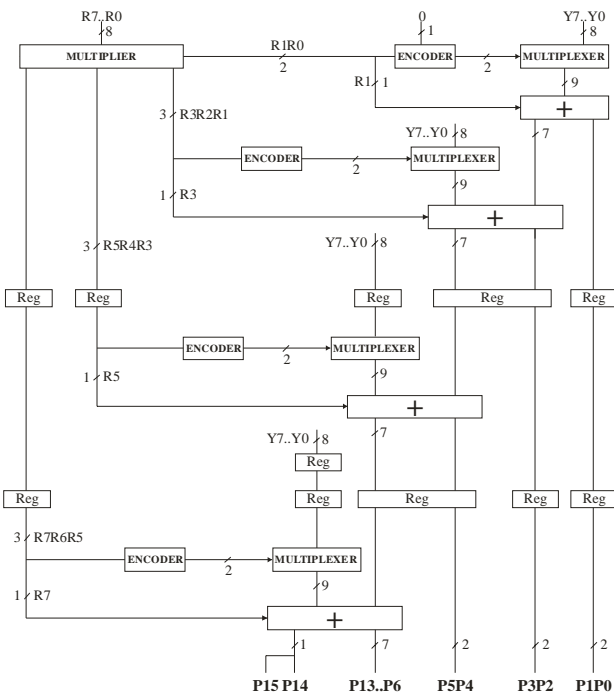 R7..R0 0 Y7..Y0
8 1 8
MULTIPLIER R1R0 2 ENCODER 2 MULTIPLEXER
R1 1 9
3 R3R2R1 +
Y7..Y0 8 7
ENCODER 2 MULTIPLEXER
1 R3 9
+
3 R5R4R3 Y7..Y0 8 7
Reg Reg Reg Reg Reg
ENCODER 2 MULTIPLEXER
1 R5 9
+
Y7..Y0 8 7
Reg
Reg Reg Reg Reg Reg
3 R7R6R5
ENCODER 2 MULTIPLEXER
1 R7 9
+
1 7 2 2 2
P15 P14 P13..P6 P5P4 P3P2 P1P0